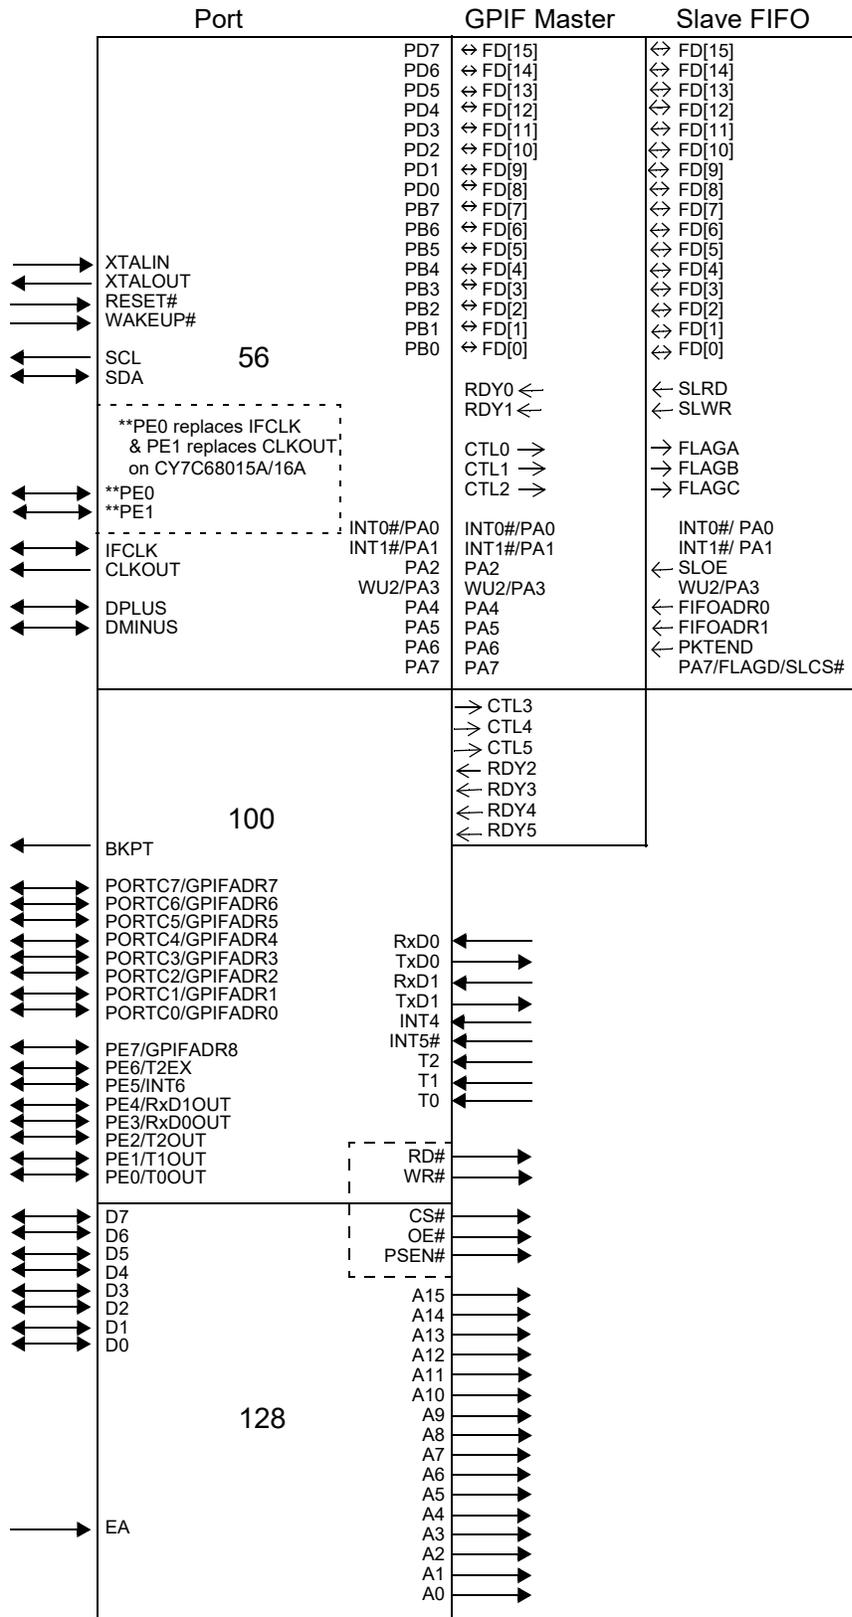 Port GPIF Master Slave FIFO
PD7 FD[15] FD[15]
PD6 FD[14] FD[14]
PD5 FD[13] FD[13]
PD4 FD[12] FD[12]
PD3 FD[11] FD[11]
PD2 FD[10] FD[10]
PD1 FD[9] FD[9]
PD0 FD[8] FD[8]
PB7 FD[7] FD[7]
PB6 FD[6] FD[6]
PB5 FD[5] FD[5]
XTALIN PB4 FD[4] FD[4]
XTALOUT PB3 FD[3] FD[3]
RESET# PB2 FD[2] FD[2]
WAKEUP# PB1 FD[1] FD[1]
SCL 56 PB0 FD[0] FD[0]
SDA
RDY0 SLRD
RDY1 SLWR
**PE0 replaces IFCLK
& PE1 replaces CLKOUT CTL0 FLAGA
on CY7C68015A/16A CTL1 FLAGB
**PE0 CTL2 FLAGC
**PE1
INT0#/PA0 INT0#/PA0 INT0#/ PA0
IFCLK INT1#/PA1 INT1#/PA1 INT1#/ PA1
CLKOUT PA2 PA2 SLOE
WU2/PA3 WU2/PA3 WU2/PA3
DPLUS PA4 PA4 FIFOADR0
DMINUS PA5 PA5 FIFOADR1
PA6 PA6 PKTEND
PA7 PA7 PA7/FLAGD/SLCS#
CTL3
CTL4
CTL5
RDY2
RDY3
100 RDY4
RDY5
BKPT
PORTC7/GPIFADR7
PORTC6/GPIFADR6
PORTC5/GPIFADR5
PORTC4/GPIFADR4 RxD0
PORTC3/GPIFADR3 TxD0
PORTC2/GPIFADR2 RxD1
PORTC1/GPIFADR1 TxD1
PORTC0/GPIFADR0 INT4
INT5#
PE7/GPIFADR8 T2
PE6/T2EX T1
PE5/INT6 T0
PE4/RxD1OUT
PE3/RxD0OUT
PE2/T2OUT
PE1/T1OUT RD#
PE0/T0OUT WR#
D7 CS#
D6 OE#
D5 PSEN#
D4
D3 A15
D2 A14
D1 A13
D0 A12
A11
A10
128 A9
A8
A7
A6
A5
A4
EA A3
A2
A1
A0